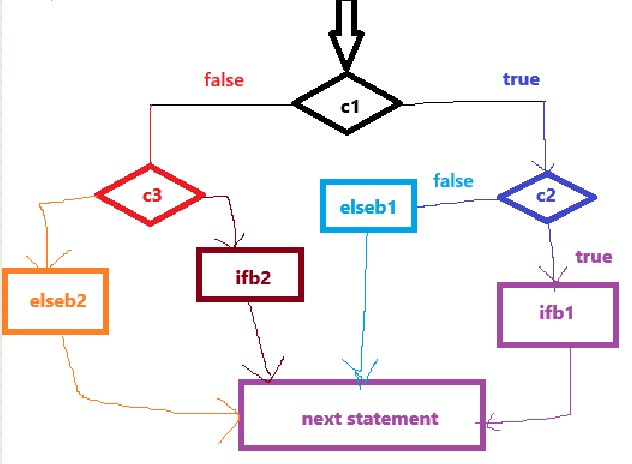 false
true
c1
c3
elseb1
false
c2
elseb2
ifb2
true
ifb1
next statement